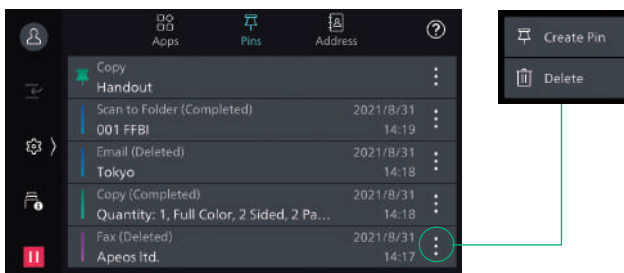 Apps
Pins
Address
Copy
Handout
Scan to Folder (Completed) 2021/8/31
001 FFBI 14:19
Email (Deleted) 2021/8/31
Tokyo 14:18
Copy (Completed) 2021/8/31
Quantity: 1, Full Color, 2 Sided, 2 Pa... 14:18
Fax (Deleted) 2021/8/31
Apeos ltd. 14:17
Create Pin
Delete